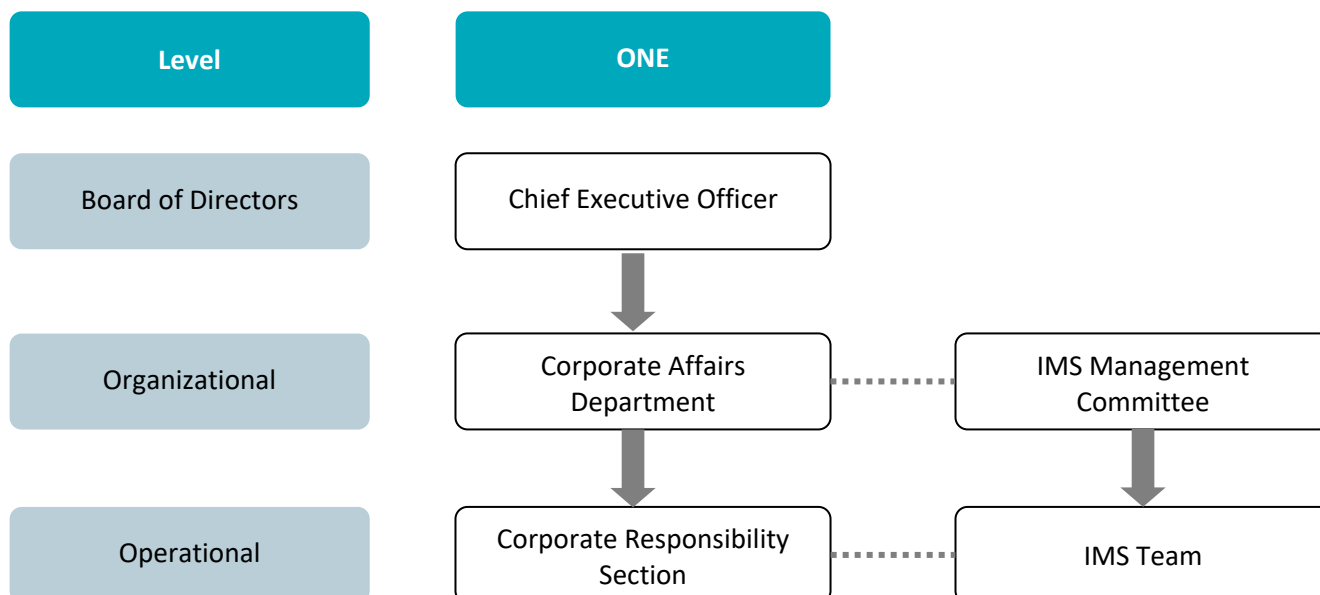 Level
ONE
Board of Directors
Chief Executive Officer
Organizational
Corporate Affairs
Department
IMS Management
Committee
Operational
Corporate Responsibility
Section
IMS Team